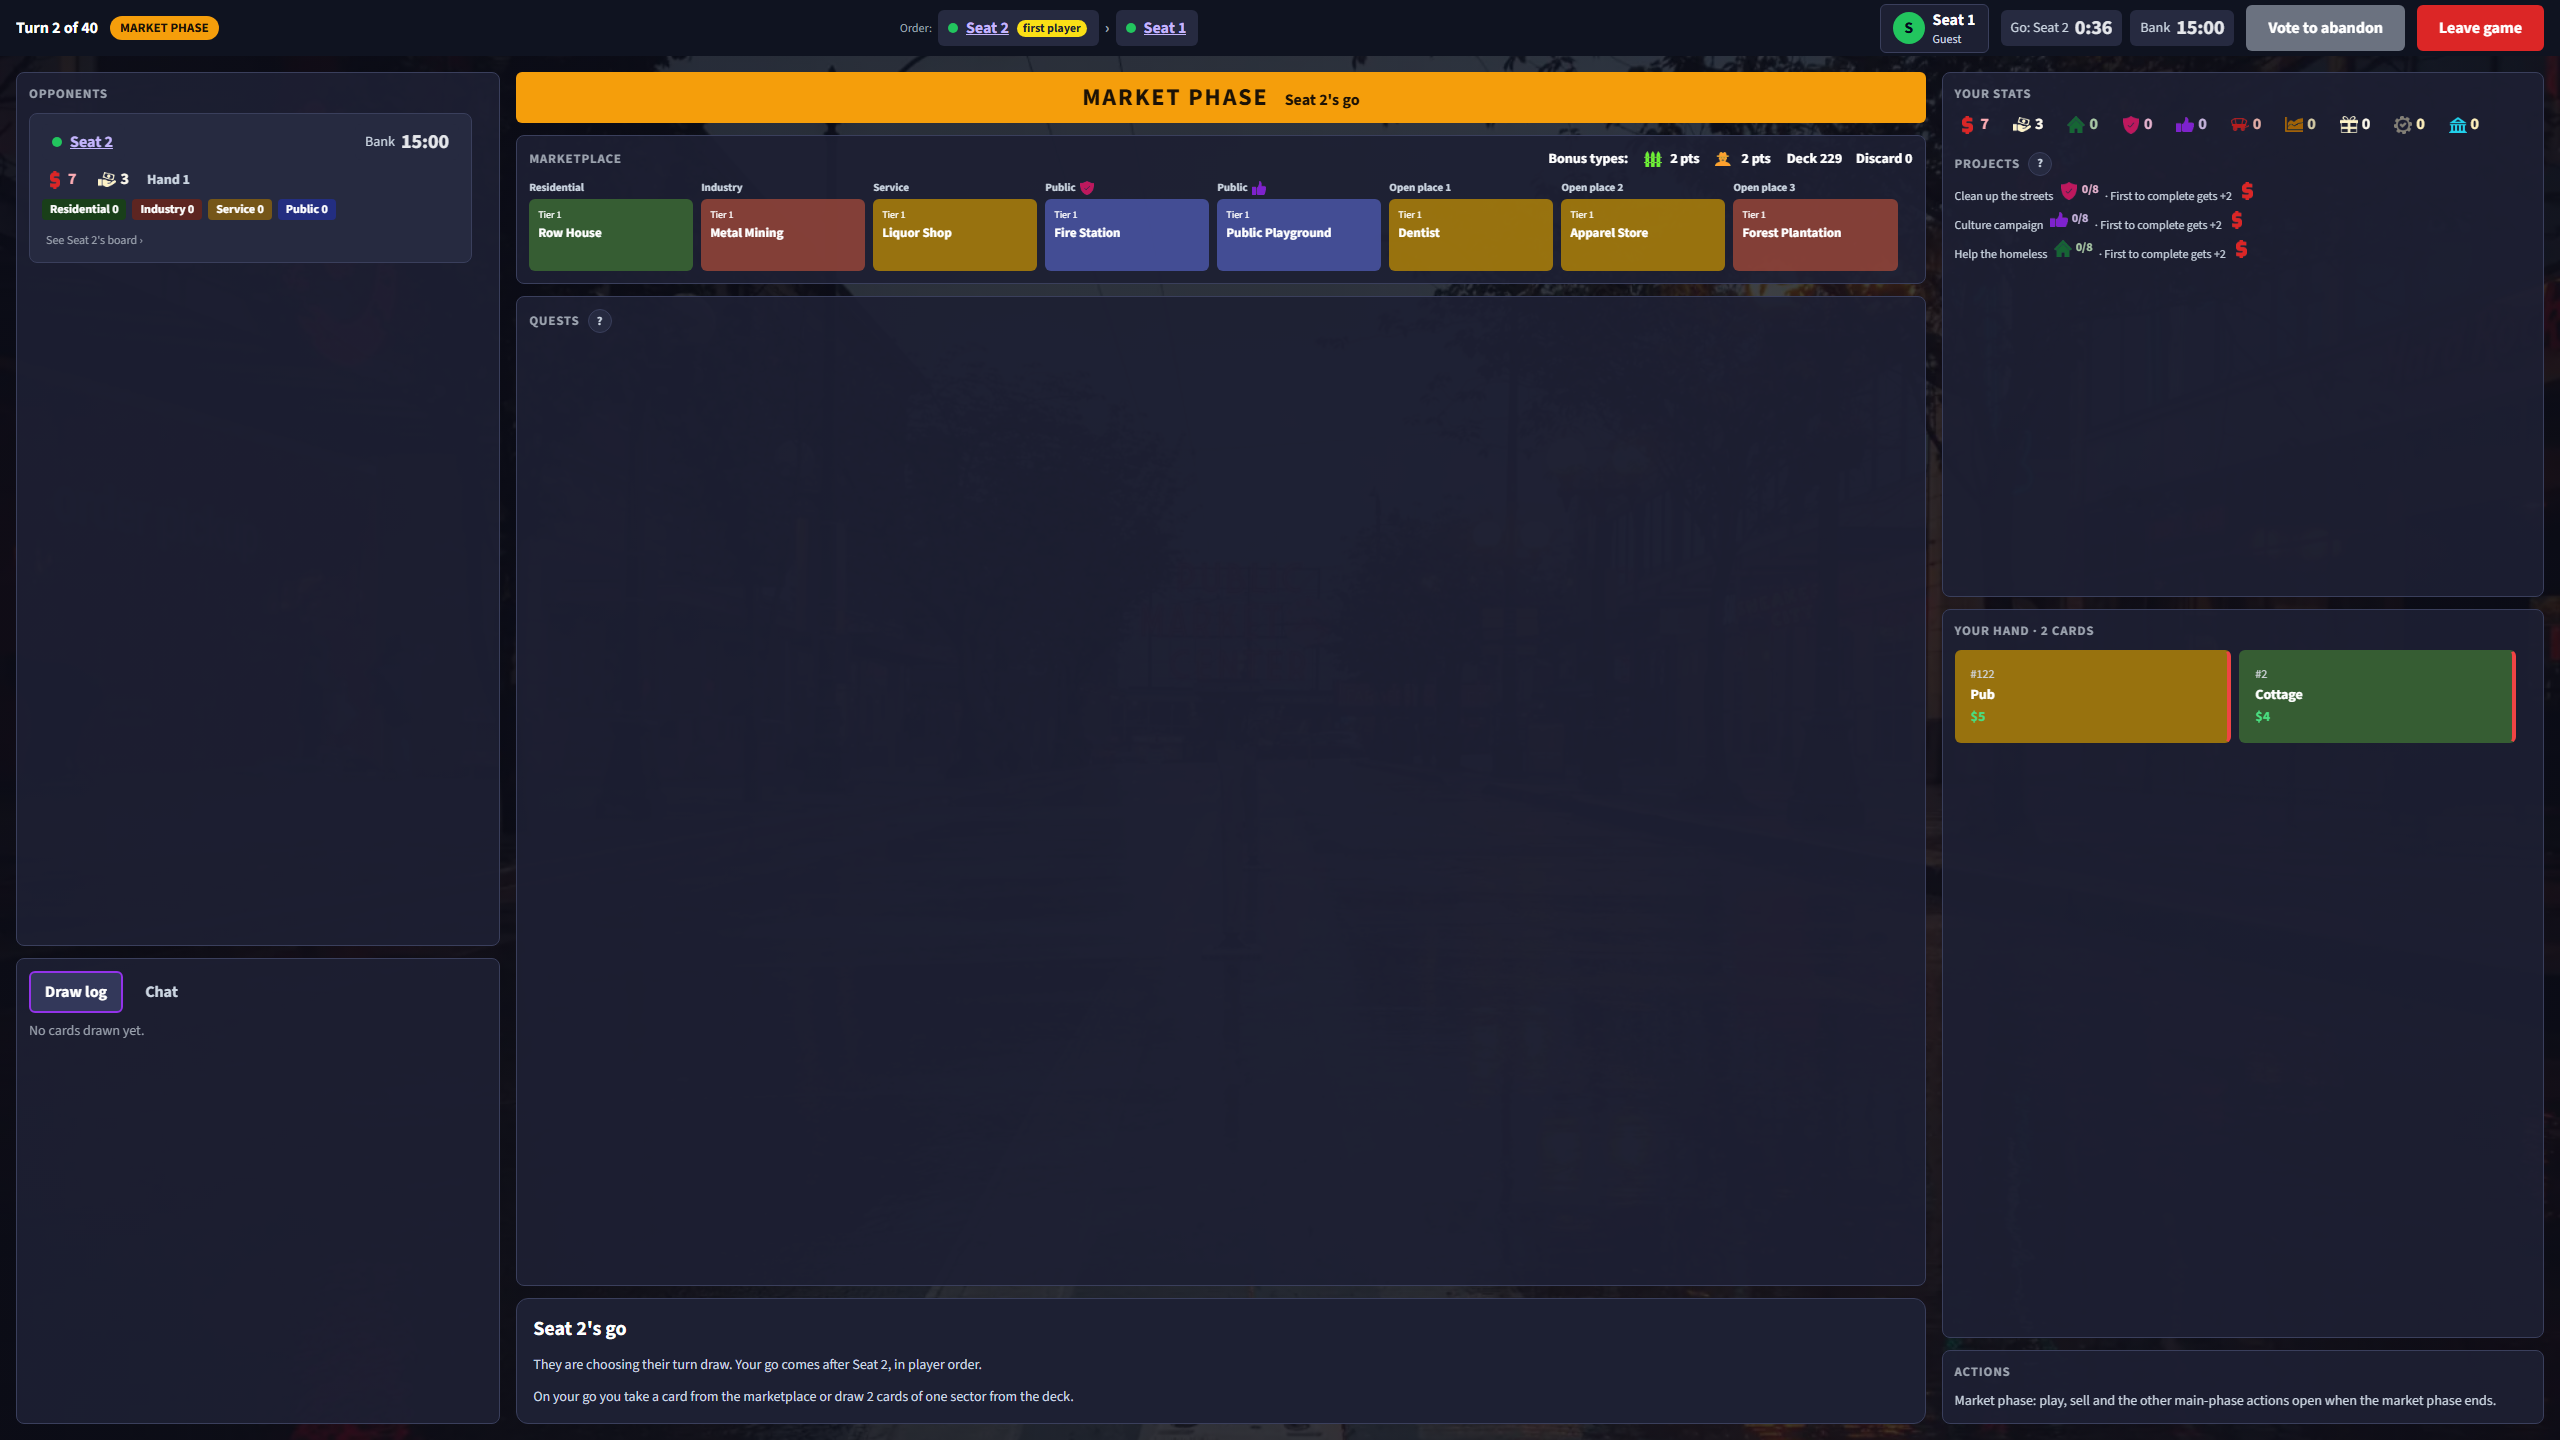 Turn 2 of 40 MARKET PHASE
Order: Seat 2 first player › Seat 1
S Seat 1 Guest
Go: Seat 2 0:36
Bank 15:00
Vote to abandon
Leave game
OPPONENTS
Seat 2 Bank 15:00
$ 7 3 Hand 1
Residential 0 Industry 0 Service 0 Public 0
See Seat 2's board ›
Draw log Chat
No cards drawn yet.
MARKET PHASE Seat 2's go
MARKETPLACE Bonus types: 2 pts 2 pts Deck 229 Discard 0
Residential Industry Service Public Public Open place 1 Open place 2 Open place 3
Tier 1 Tier 1 Tier 1 Tier 1 Tier 1 Tier 1 Tier 1 Tier 1
Row House Metal Mining Liquor Shop Fire Station Public Playground Dentist Apparel Store Forest Plantation
QUESTS ?
Seat 2's go
They are choosing their turn draw. Your go comes after Seat 2, in player order.
On your go you take a card from the marketplace or draw 2 cards of one sector from the deck.
YOUR STATS
$ 7 3 0 0 0 0 0 0 0 0
PROJECTS ?
Clean up the streets 0/8 · First to complete gets +2 $
Culture campaign 0/8 · First to complete gets +2 $
Help the homeless 0/8 · First to complete gets +2 $
YOUR HAND · 2 CARDS
#122 #2
Pub Cottage
$5 $4
ACTIONS
Market phase: play, sell and the other main-phase actions open when the market phase ends.